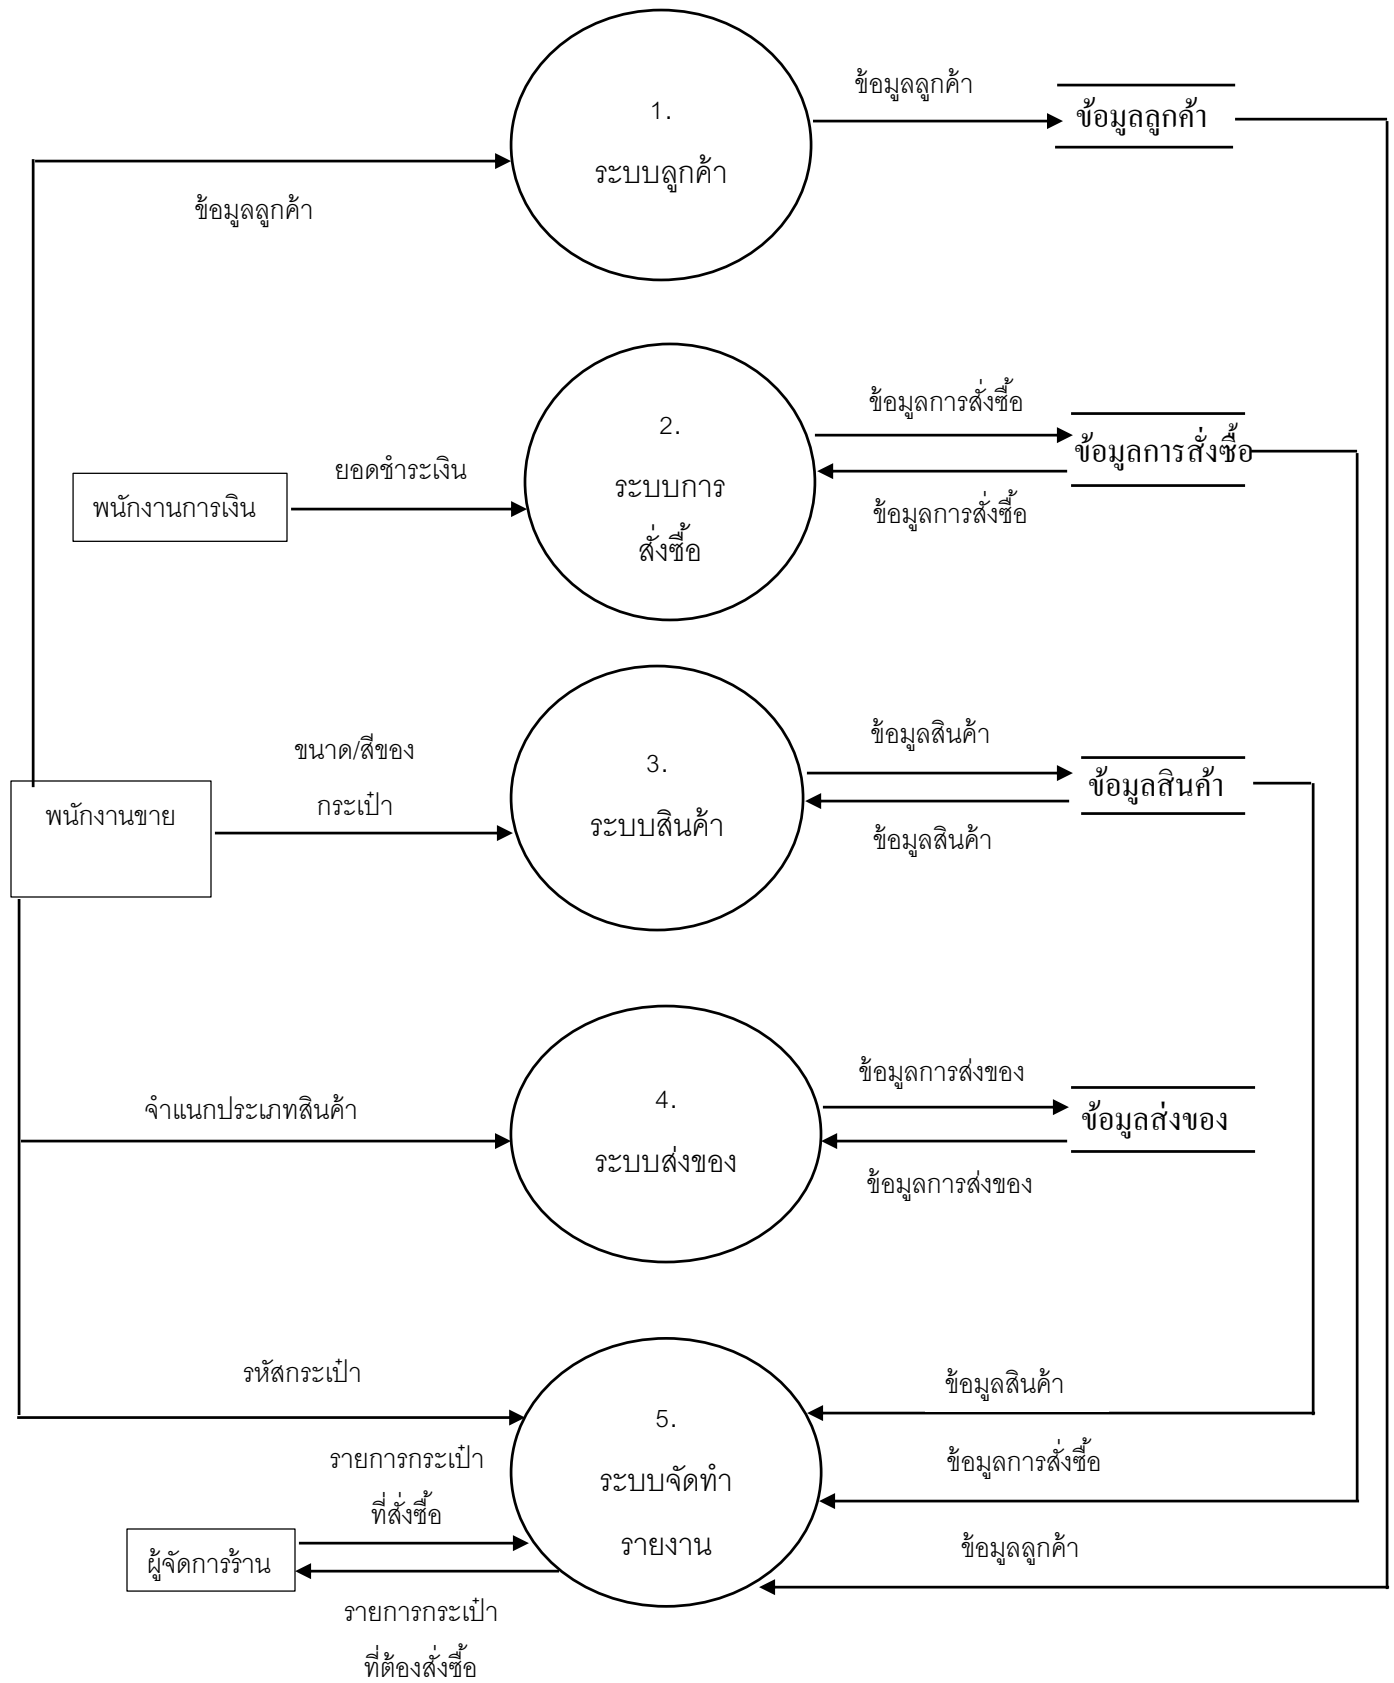 ข้อมูลลูกค้า
ข้อมูลลูกค้า
1.
ระบบลูกค้า
ข้อมูลลูกค้า
ข้อมูลการสั่งซื้อ
2.
ข้อมูลการสั่งซื้อ
ยอดชำระเงิน
ระบบการ
พนักงานการเงิน
ข้อมูลการสั่งซื้อ
สั่งซื้อ
ข้อมูลสินค้า
ขนาด/สีของ
3.
ข้อมูลสินค้า
กระเป๋า
พนักงานขาย
ระบบสินค้า
ข้อมูลสินค้า
ข้อมูลการส่งของ
4.
จำแนกประเภทสินค้า
ข้อมูลส่งของ
ระบบส่งของ
ข้อมูลการส่งของ
รหัสกระเป๋า
ข้อมูลสินค้า
5.
รายการกระเป๋า
ข้อมูลการสั่งซื้อ
ระบบจัดทำ
ที่สั่งซื้อ
รายงาน
ข้อมูลลูกค้า
ผู้จัดการร้าน
รายการกระเป๋า
ที่ต้องสั่งซื้อ